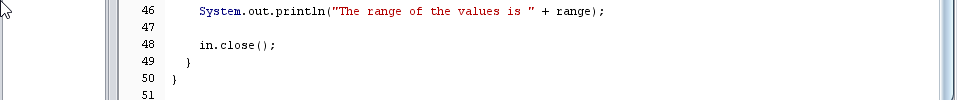 46 System.out.println("The range of the values is " + range);
47
48 in.close();
49 }
50 }
51